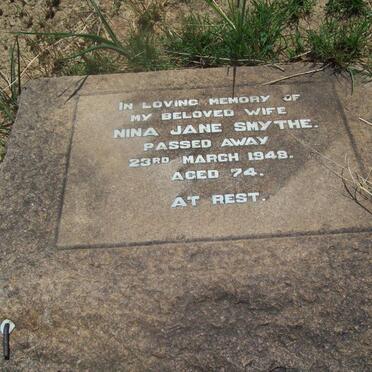 IN LOVING MEMORY OF
MY BELOVED WIFE
NINA JANE SMYTHE.
PASSED AWAY
23RD MARCH 1949.
AGED 74.
AT REST.